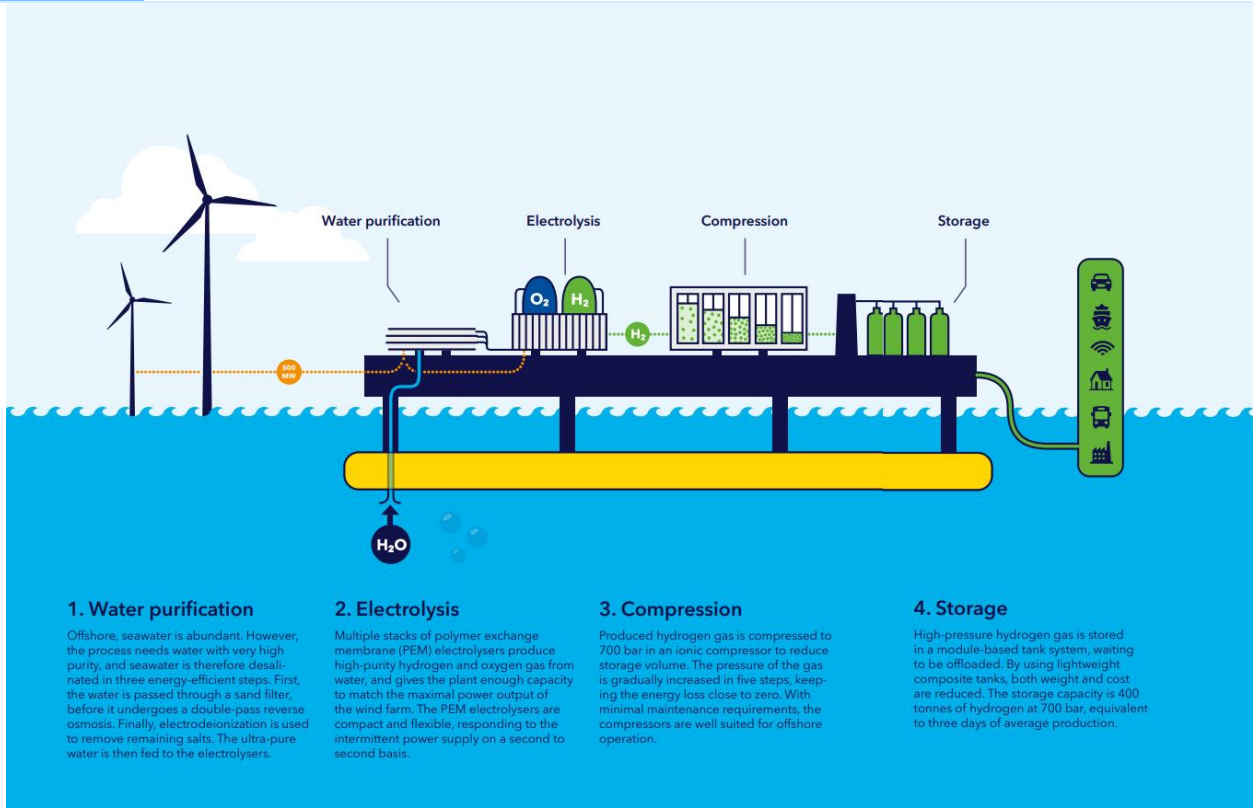 Water purification
Electrolysis
Compression
Storage
O₂
H₂
H₂
500
MW
H₂O
1. Water purification
Offshore, seawater is abundant. However,
the process needs water with very high
purity, and seawater is therefore desali-
nated in three energy-efficient steps. First,
the water is passed through a sand filter,
before it undergoes a double-pass reverse
osmosis. Finally, electrodeionization is used
to remove remaining salts. The ultra-pure
water is then fed to the electrolysers.
2. Electrolysis
Multiple stacks of polymer exchange
membrane (PEM) electrolysers produce
high-purity hydrogen and oxygen gas from
water, and gives the plant enough capacity
to match the maximal power output of
the wind farm. The PEM electrolysers are
compact and flexible, responding to the
intermittent power supply on a second to
second basis.
3. Compression
Produced hydrogen gas is compressed to
700 bar in an ionic compressor to reduce
storage volume. The pressure of the gas
is gradually increased in five steps, keep-
ing the energy loss close to zero. With
minimal maintenance requirements, the
compressors are well suited for offshore
operation.
4. Storage
High-pressure hydrogen gas is stored
in a module-based tank system, waiting
to be offloaded. By using lightweight
composite tanks, both weight and cost
are reduced. The storage capacity is 400
tonnes of hydrogen at 700 bar, equivalent
to three days of average production.